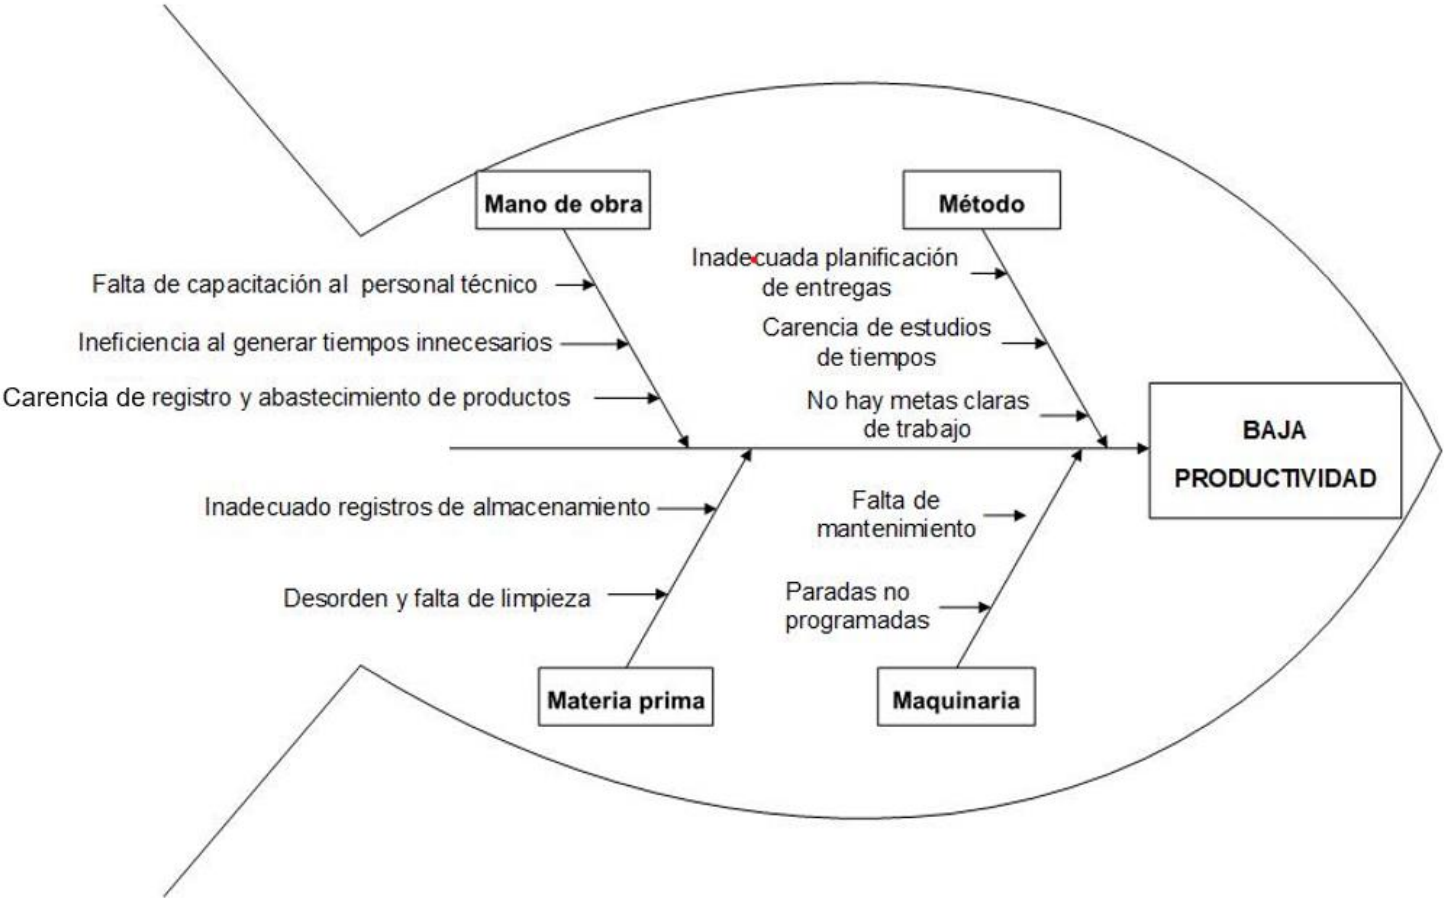 Mano de obra
Falta de capacitación al personal técnico
Ineficiencia al generar tiempos innecesarios
Carencia de registro y abastecimiento de productos
Método
Inadecuada planificación
de entregas
Carencia de estudios
de tiempos
No hay metas claras
de trabajo
BAJA
PRODUCTIVIDAD
Inadecuado registros de almacenamiento
Desorden y falta de limpieza
Materia prima
Falta de
mantenimiento
Paradas no
programadas
Maquinaria